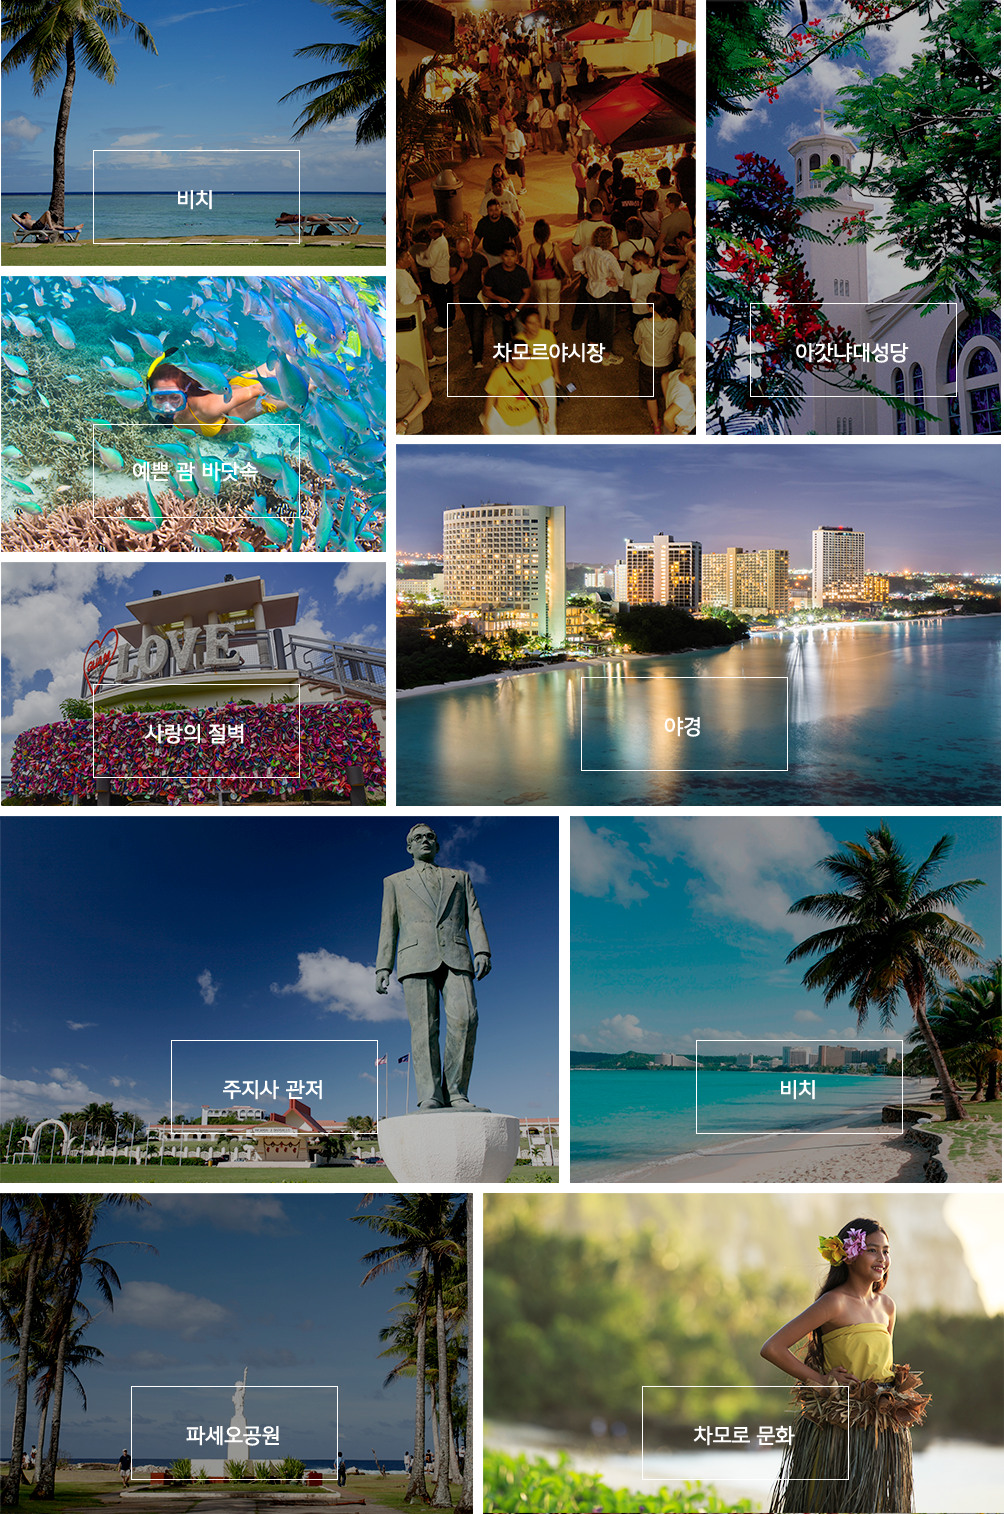 비치
차모르야시장
아갓냐대성당
예쁜 괌 바닷속
LOVE
사랑의 절벽
야경
주지사 관저
비치
파세오공원
차모로 문화